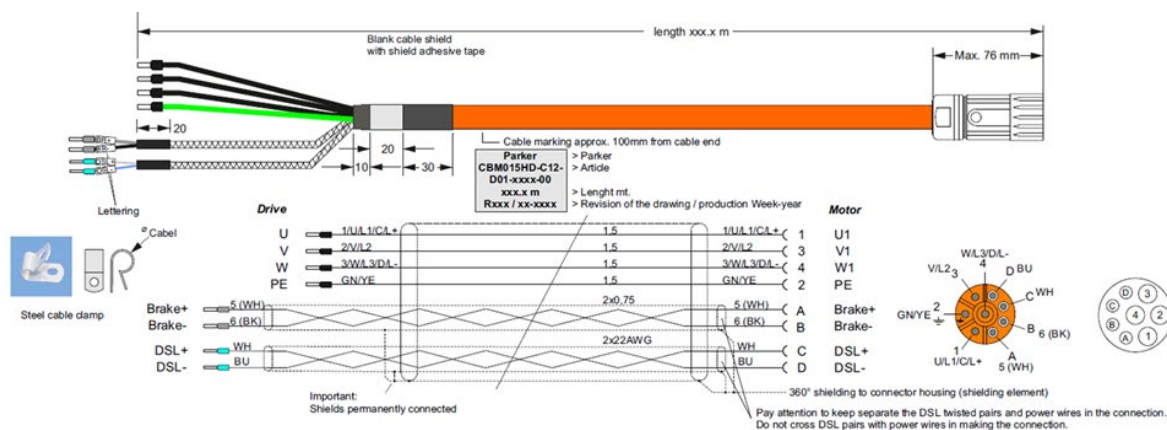 length xxx.x m
Blank cable shield
with shield adhesive tape
Max. 76 mm
20
20
10
30
Cable marking approx. 100mm from cable end
Parker > Parker
CBM015HD-C12- > Article
D01-xxxx-00
xxx.x m > Lenght mt.
Rxxx / xx-xxxx > Revision of the drawing / production Week-year
Lettering
Drive
Motor
U 1/U/L1/C/L+ 1,5 1/U/L1/C/L+ 1 U1
V 2/V/L2 1,5 2/V/L2 3 V1
W 3/W/L3/D/L- 1,5 3/W/L3/D/L- 4 W1
PE GN/YE 1,5 GN/YE 2 PE
Brake+ 5 (WH) 2x0,75 5 (WH) A Brake+
Brake- 6 (BK) 6 (BK) B Brake-
DSL+ WH 2x22AWG WH C DSL+
DSL- BU BU D DSL-
ø Cabel
Steel cable clamp
W/L3/D/L-
4
D BU
V/L2 3
C WH
GN/YE 2
B
6 (BK)
1
U/L1/C/L+
A
5 (WH)
D 3
C 4 2
B
A 1
Important:
Shields permanently connected
360° shielding to connector housing (shielding element)
Pay attention to keep separate the DSL twisted pairs and power wires in the connection.
Do not cross DSL pairs with power wires in making the connection.